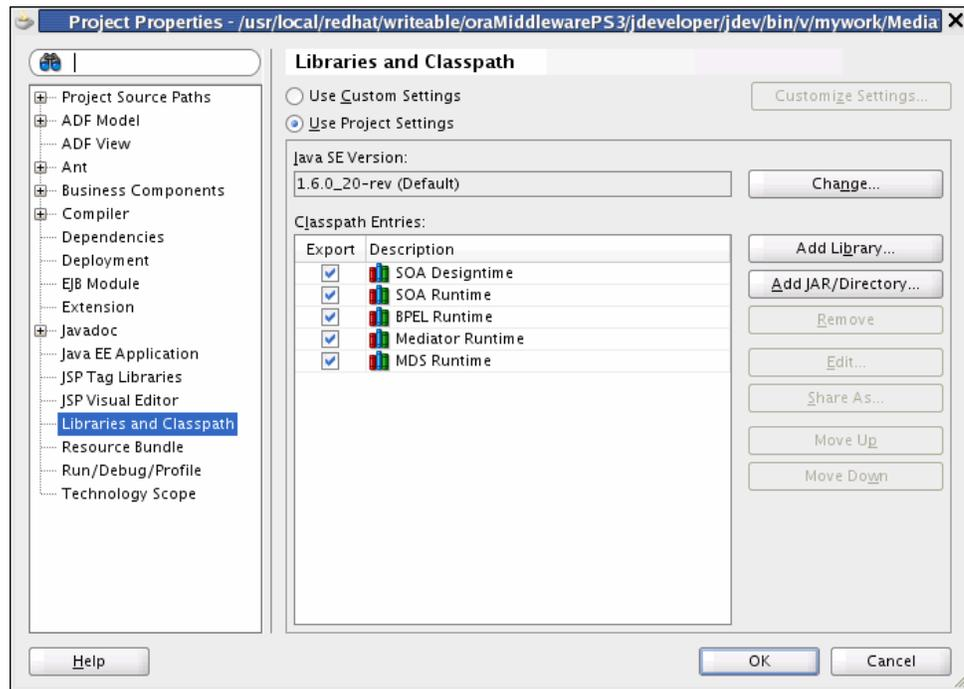 Project Properties - /usr/local/redhat/writeable/oraMiddlewarePS3/jdeveloper/jdev/bin/v/mywork/Media
Project Source Paths
ADF Model
ADF View
Ant
Business Components
Compiler
Dependencies
Deployment
EJB Module
Extension
Javadoc
Java EE Application
JSP Tag Libraries
JSP Visual Editor
Libraries and Classpath
Resource Bundle
Run/Debug/Profile
Technology Scope
Libraries and Classpath
Use Custom Settings
Customize Settings...
Use Project Settings
Java SE Version:
1.6.0_20-rev (Default)
Change...
Classpath Entries:
Export Description
SOA Designtime
SOA Runtime
BPEL Runtime
Mediator Runtime
MDS Runtime
Add Library...
Add JAR/Directory...
Remove
Edit...
Share As...
Move Up
Move Down
Help
OK
Cancel